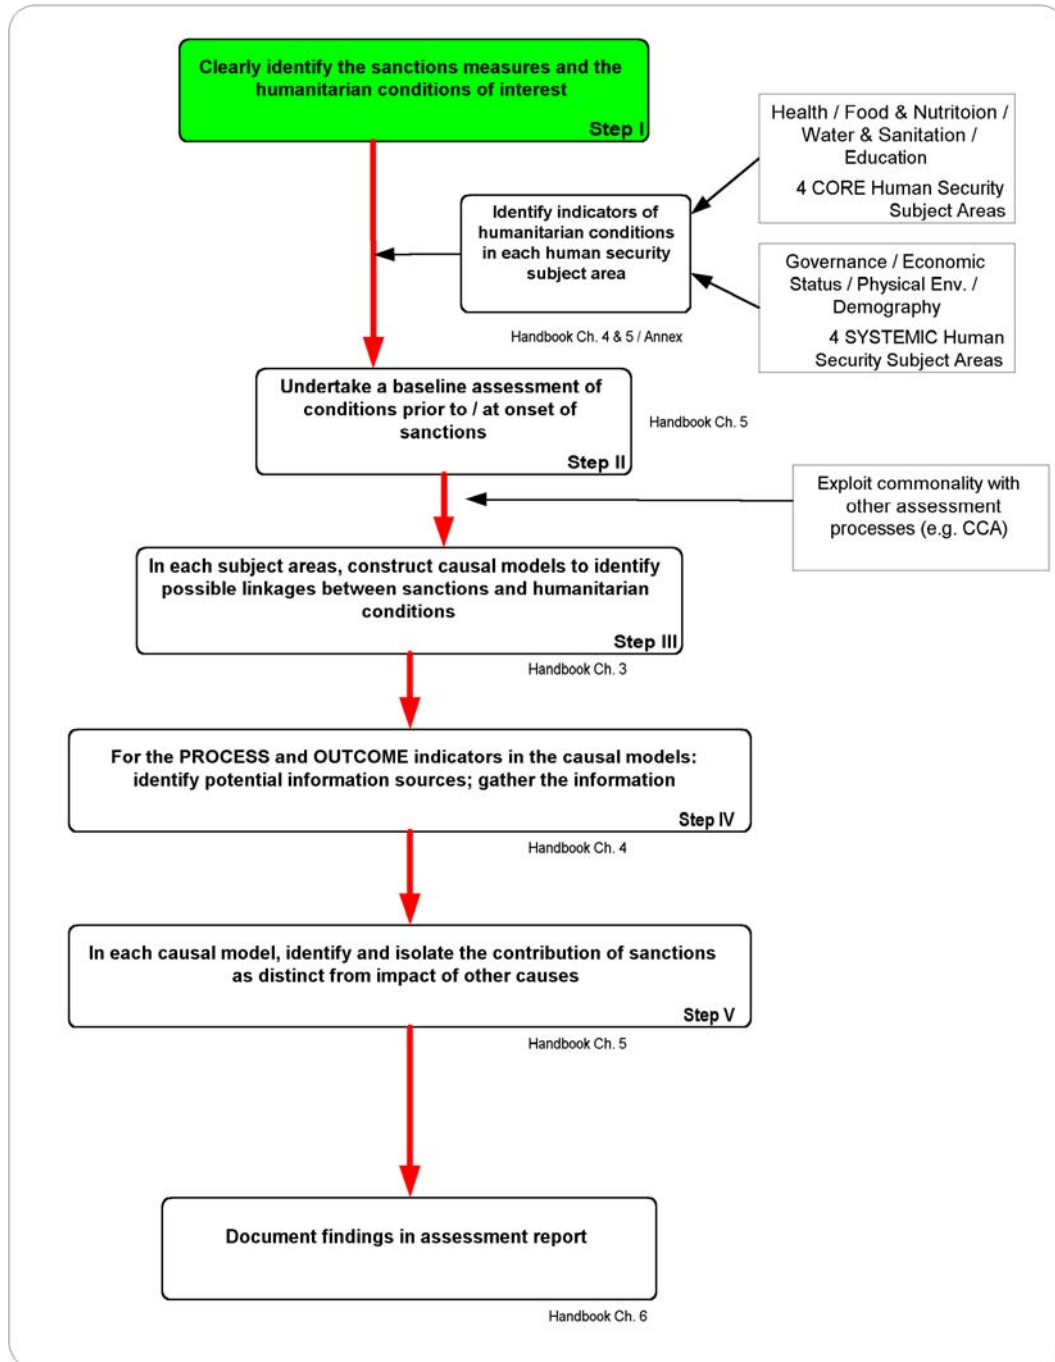 Clearly identify the sanctions measures and the
humanitarian conditions of interest
Step I
Health / Food & Nutritoion /
Water & Sanitation /
Education
4 CORE Human Security
Subject Areas
Identify indicators of
humanitarian conditions
in each human security
subject area
Governance / Economic
Status / Physical Env. /
Demography
4 SYSTEMIC Human
Security Subject Areas
Handbook Ch. 4 & 5 / Annex
Undertake a baseline assessment of
conditions prior to / at onset of
sanctions
Step II
Handbook Ch. 5
Exploit commonality with
other assessment
processes (e.g. CCA)
In each subject areas, construct causal models to identify
possible linkages between sanctions and humanitarian
conditions
Step III
Handbook Ch. 3
For the PROCESS and OUTCOME indicators in the causal models:
identify potential information sources; gather the information
Step IV
Handbook Ch. 4
In each causal model, identify and isolate the contribution of sanctions
as distinct from impact of other causes
Step V
Handbook Ch. 5
Document findings in assessment report
Handbook Ch. 6